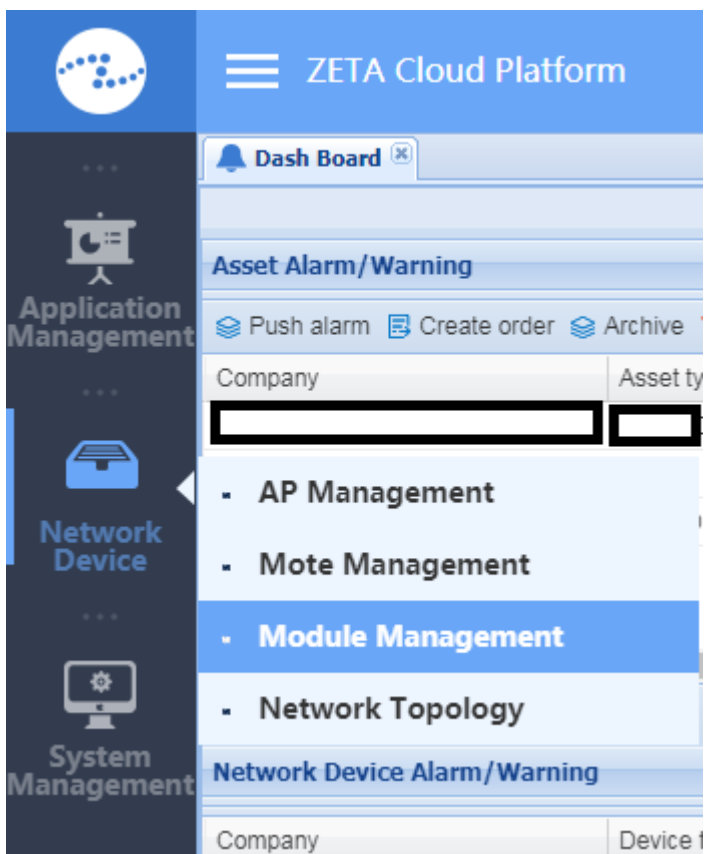 ZETA Cloud Platform
Dash Board
Asset Alarm/Warning
Application
Management
Push alarm Create order Archive
Company Asset ty
AP Management
Network
Device
Mote Management
Module Management
Network Topology
System
Management
Network Device Alarm/Warning
Company Device